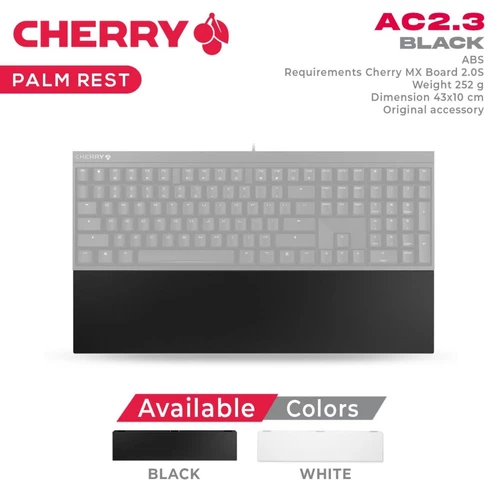 CHERRY
PALM REST
AC2.3
BLACK
ABS
Requirements Cherry MX Board 2.0S
Weight 252 g
Dimension 43x10 cm
Original accessory
CHERRY
Available Colors
BLACK
WHITE